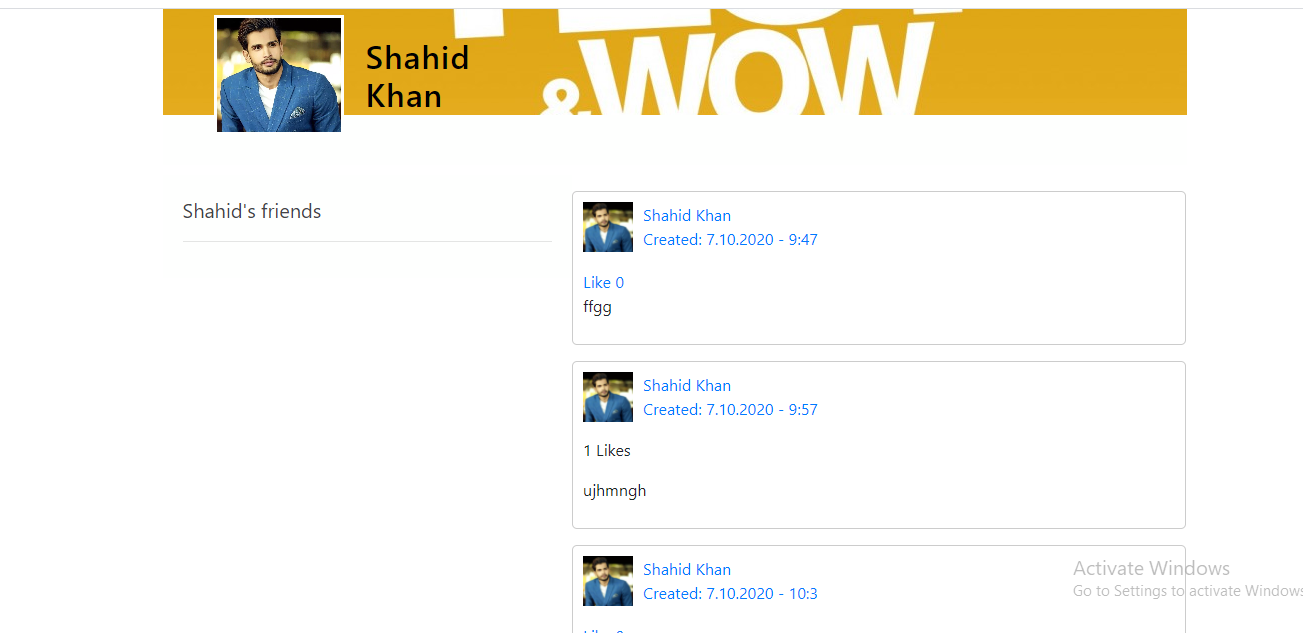 & WOW
Shahid
Khan
Shahid's friends
Shahid Khan
Created: 7.10.2020 - 9:47
Like 0
ffgg
Shahid Khan
Created: 7.10.2020 - 9:57
1 Likes
ujhmngh
Shahid Khan
Created: 7.10.2020 - 10:3
Like 0
Activate Windows
Go to Settings to activate Windows